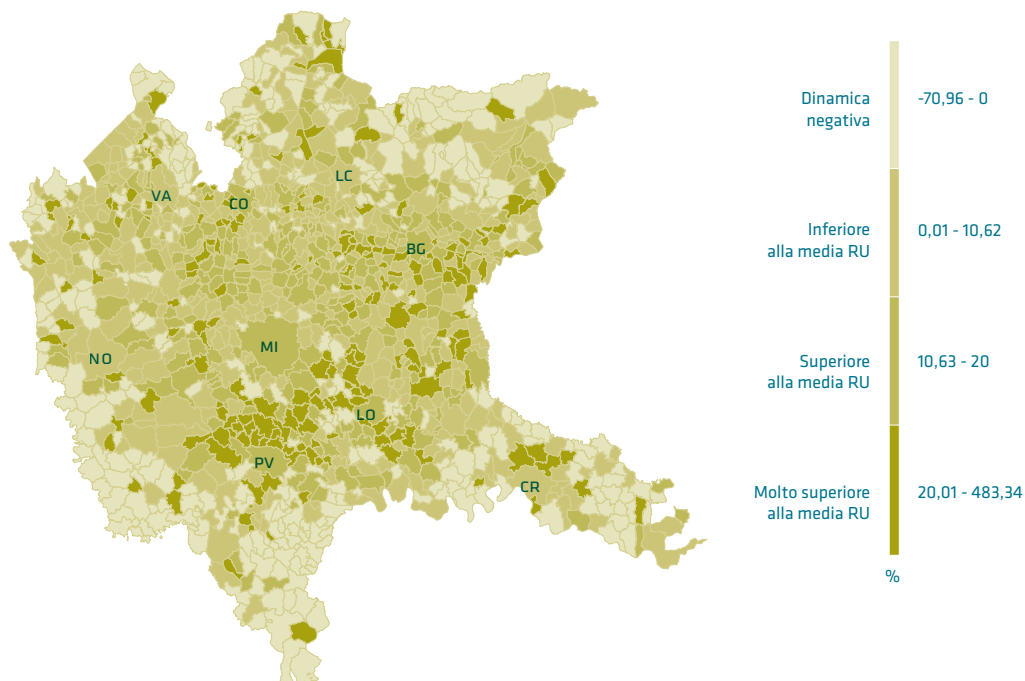 VA
CO
LC
BG
NO
MI
LO
PV
CR
Dinamica
negativa
-70,96 - 0
Inferiore
alla media RU
0,01 - 10,62
Superiore
alla media RU
10,63 - 20
Molto superiore
alla media RU
20,01 - 483,34
%